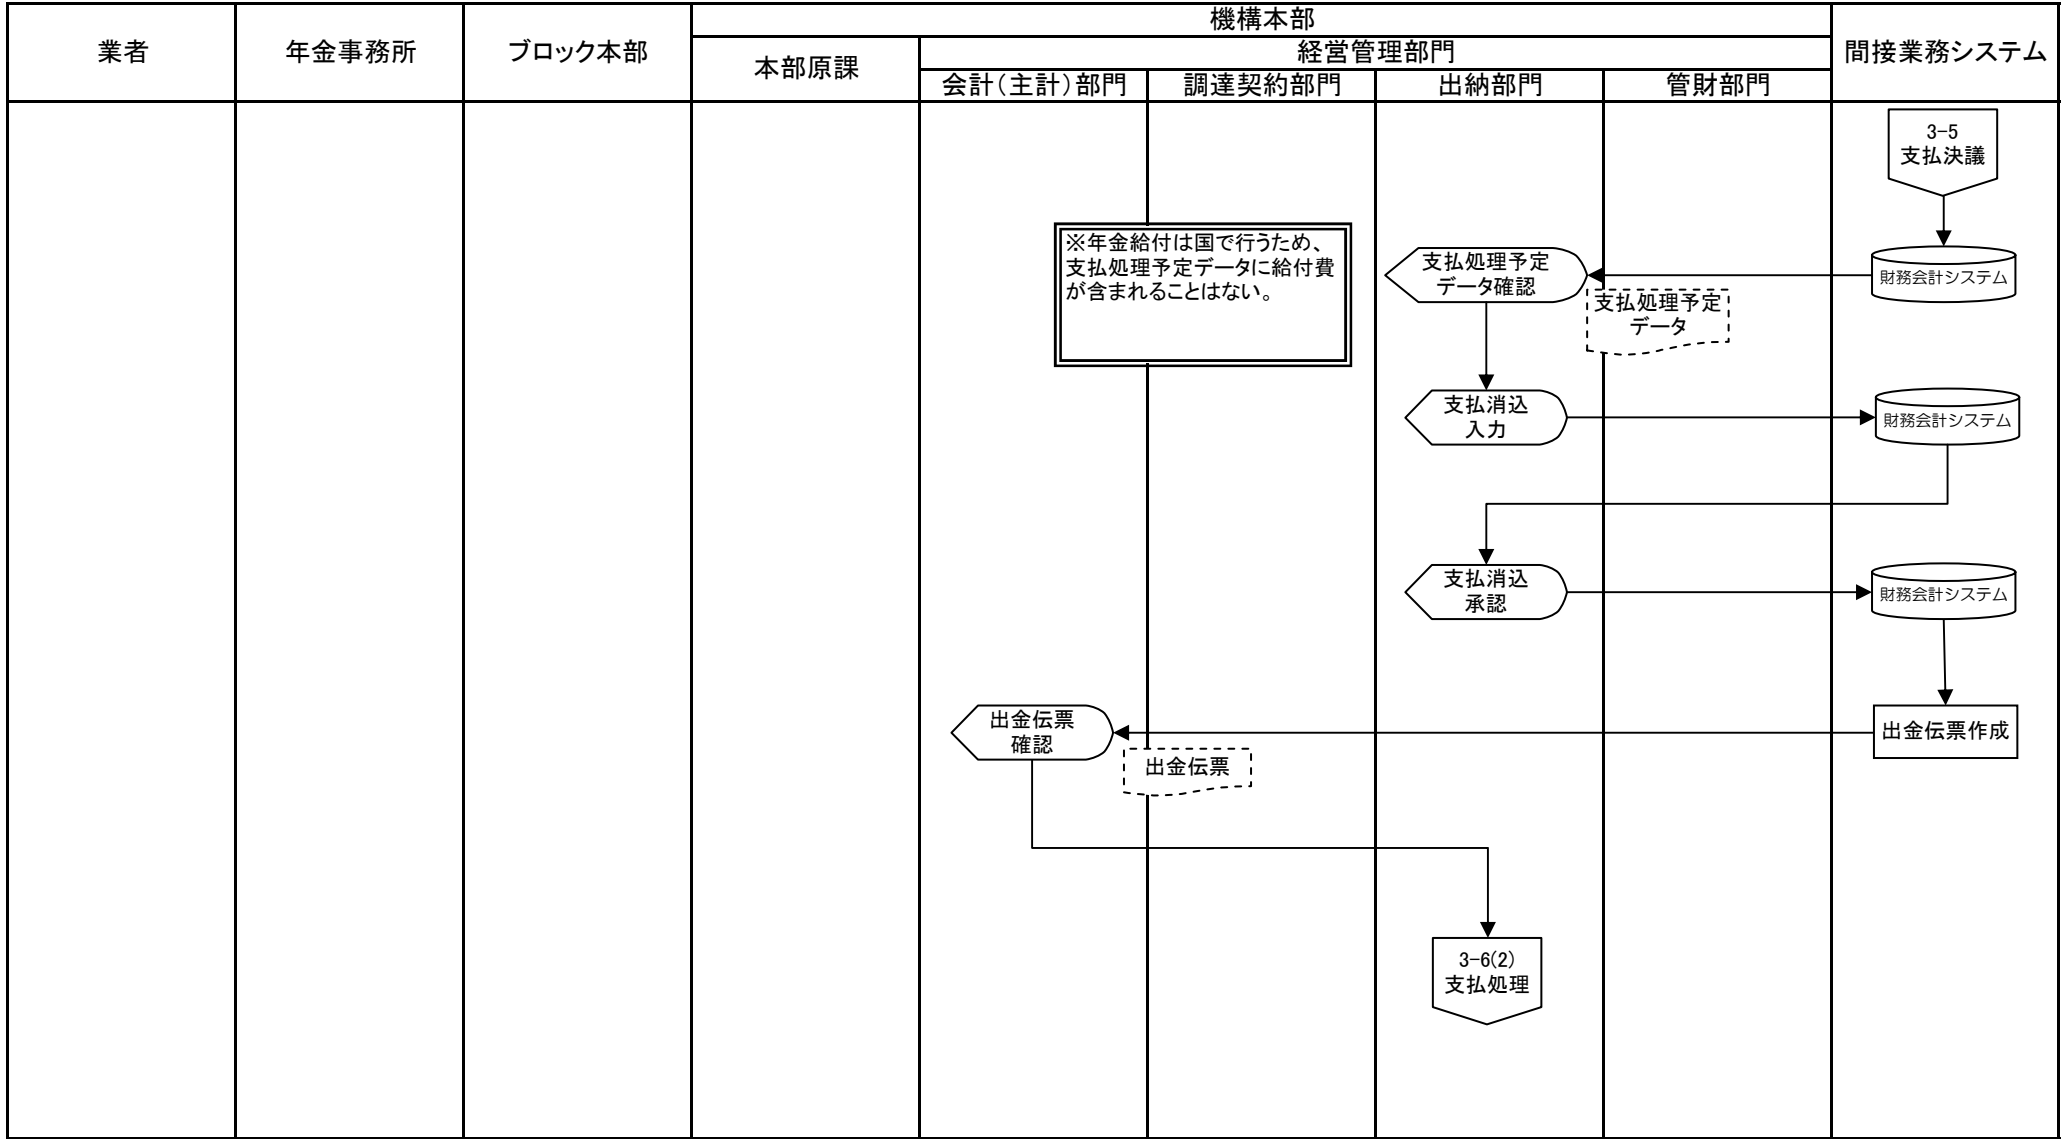 機構本部
業者
年金事務所
ブロック本部
本部原課
経営管理部門
間接業務システム
会計(主計)部門
調達契約部門
出納部門
管財部門
3-5
支払決議
※年金給付は国で行うため、
支払処理予定データに給付費
が含まれることはない。
支払処理予定
データ確認
財務会計システム
支払処理予定
データ
支払消込
入力
財務会計システム
支払消込
承認
財務会計システム
出金伝票
確認
出金伝票作成
出金伝票
3-6(2)
支払処理